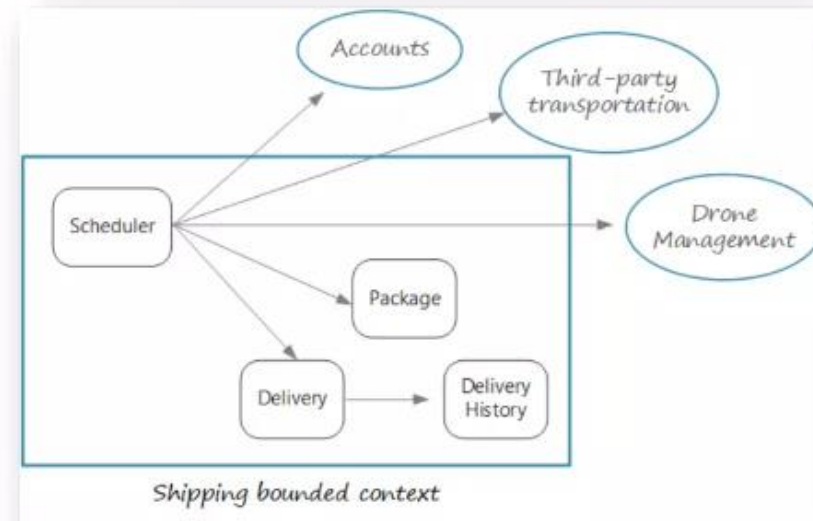 Accounts
Third-party
transportation
Scheduler
Drone
Management
Package
Delivery
Delivery
History
Shipping bounded context